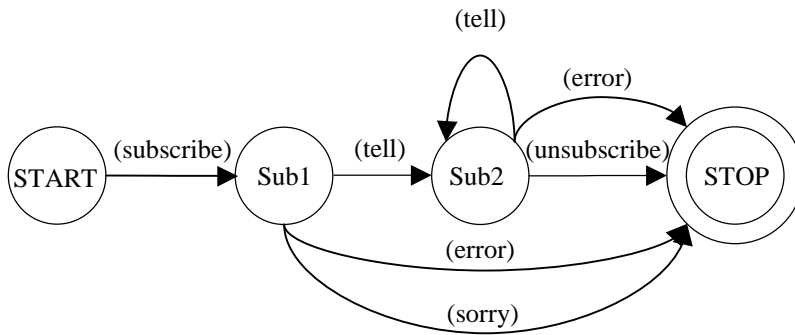 (tell)
(error)
(subscribe)
(tell)
(unsubscribe)
START
Sub1
Sub2
STOP
(error)
(sorry)